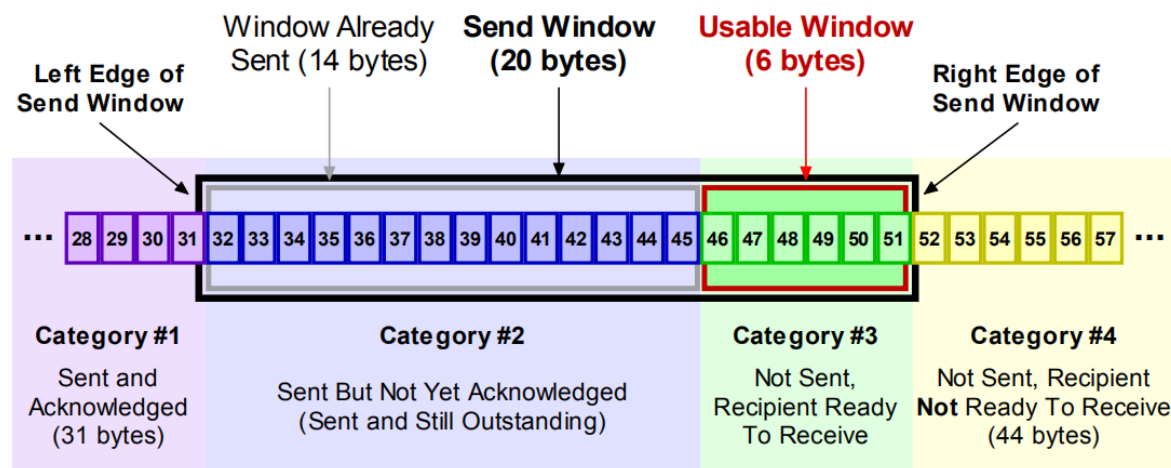 Window Already
Sent (14 bytes)
Send Window
(20 bytes)
Usable Window
(6 bytes)
Left Edge of
Send Window
Right Edge of
Send Window
... 28 29 30 31 32 33 34 35 36 37 38 39 40 41 42 43 44 45 46 47 48 49 50 51 52 53 54 55 56 57 ...
Category #1
Sent and
Acknowledged
(31 bytes)
Category #2
Sent But Not Yet Acknowledged
(Sent and Still Outstanding)
Category #3
Not Sent,
Recipient Ready
To Receive
Category #4
Not Sent, Recipient
Not Ready To Receive
(44 bytes)